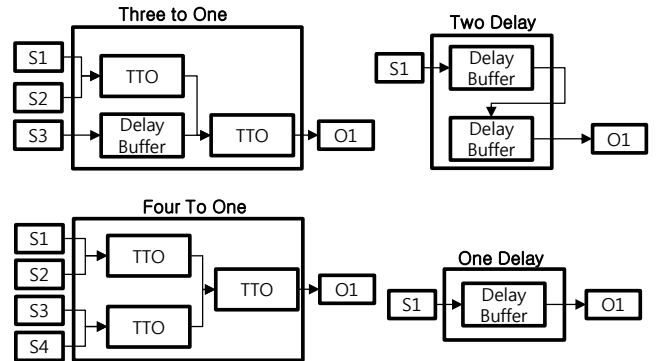 Three to One
S1
S2
S3
TTO
Delay
Buffer
TTO
O1
Two Delay
S1
Delay
Buffer
Delay
Buffer
O1
Four To One
S1
S2
S3
S4
TTO
TTO
TTO
O1
One Delay
S1
Delay
Buffer
O1